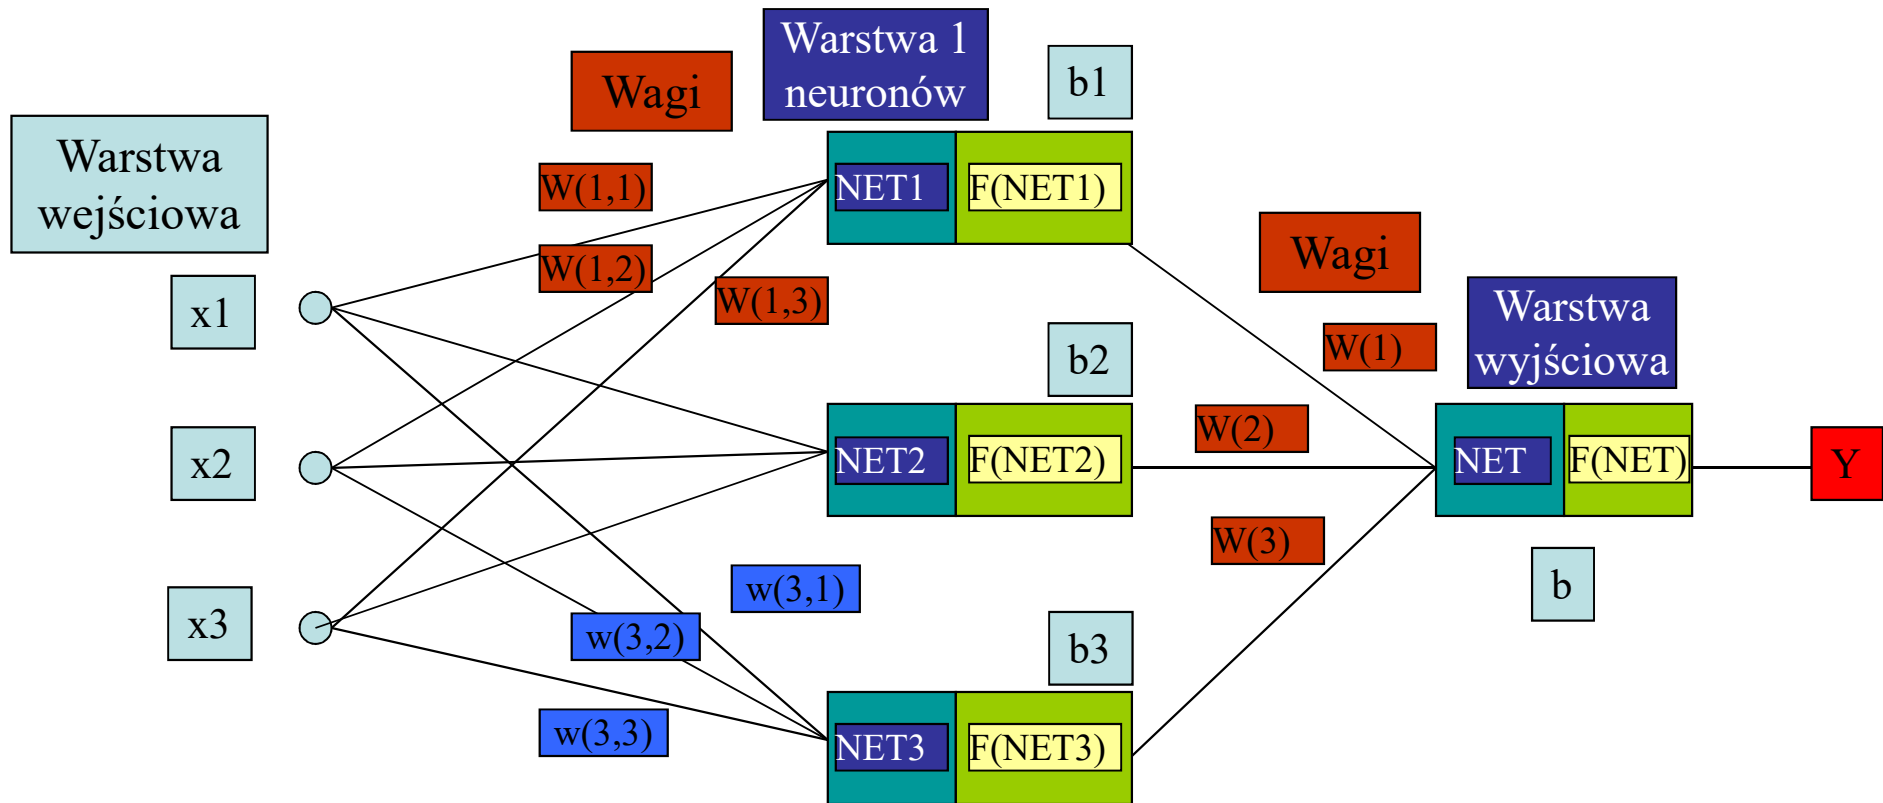 Warstwa 1
neuronów
b1
Wagi
Warstwa
wejściowa
W(1,1)
NET1
F(NET1)
W(1,2)
W(1,3)
Wagi
x1
Warstwa
wyjściowa
b2
W(1)
x2
NET2
F(NET2)
W(2)
NET
F(NET)
Y
W(3)
w(3,1)
b
x3
w(3,2)
b3
w(3,3)
NET3
F(NET3)